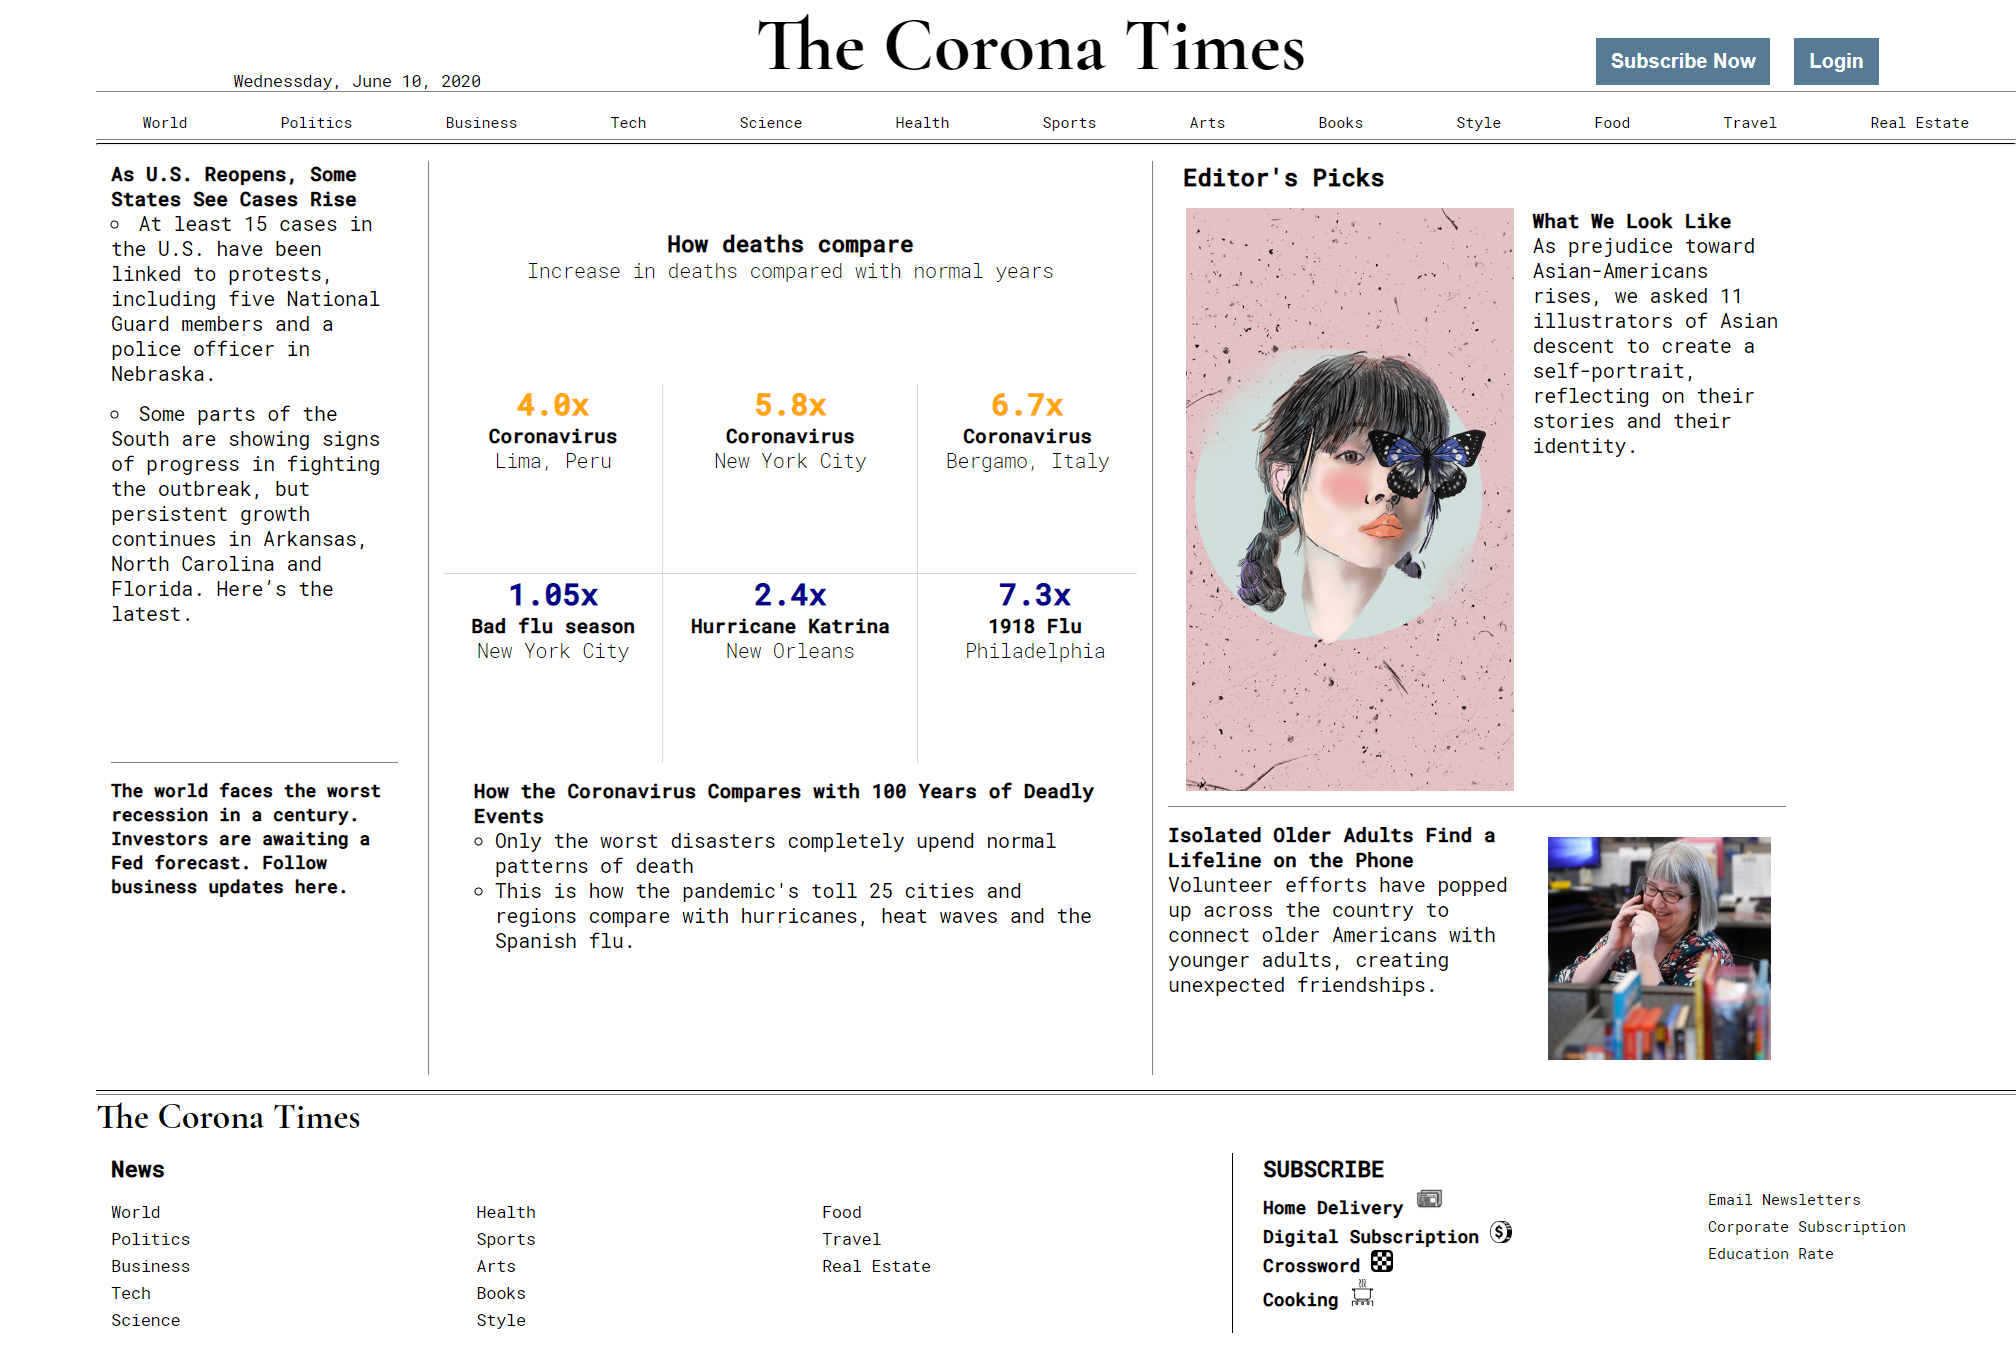 The Corona Times
Subscribe Now
Login
Wednessday, June 10, 2020
World
Politics
Business
Tech
Science
Health
Sports
Arts
Books
Style
Food
Travel
Real Estate
As U.S. Reopens, Some
States See Cases Rise
At least 15 cases in
the U.S. have been
linked to protests,
including five National
Guard members and a
police officer in
Nebraska.
Some parts of the
South are showing signs
of progress in fighting
the outbreak, but
persistent growth
continues in Arkansas,
North Carolina and
Florida. Here’s the
latest.
The world faces the worst
recession in a century.
Investors are awaiting a
Fed forecast. Follow
business updates here.
How deaths compare
Increase in deaths compared with normal years
4.0x
Coronavirus
Lima, Peru
5.8x
Coronavirus
New York City
6.7x
Coronavirus
Bergamo, Italy
1.05x
Bad flu season
New York City
2.4x
Hurricane Katrina
New Orleans
7.3x
1918 Flu
Philadelphia
How the Coronavirus Compares with 100 Years of Deadly
Events
Only the worst disasters completely upend normal
patterns of death
This is how the pandemic's toll 25 cities and
regions compare with hurricanes, heat waves and the
Spanish flu.
Editor's Picks
What We Look Like
As prejudice toward
Asian-Americans
rises, we asked 11
illustrators of Asian
descent to create a
self-portrait,
reflecting on their
stories and their
identity.
Isolated Older Adults Find a
Lifeline on the Phone
Volunteer efforts have popped
up across the country to
connect older Americans with
younger adults, creating
unexpected friendships.
The Corona Times
News
World
Politics
Business
Tech
Science
Health
Sports
Arts
Books
Style
Food
Travel
Real Estate
SUBSCRIBE
Home Delivery
Digital Subscription
Crossword
Cooking
Email Newsletters
Corporate Subscription
Education Rate